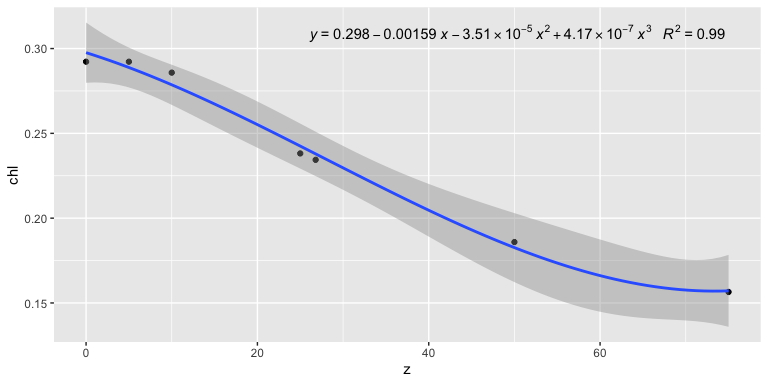 y = 0.298 − 0.00159 x − 3.51 × 10⁻⁵ x² + 4.17 × 10⁻⁷ x³ R² = 0.99
0.30
0.25
0.20
0.15
chl
0 20 40 60
z